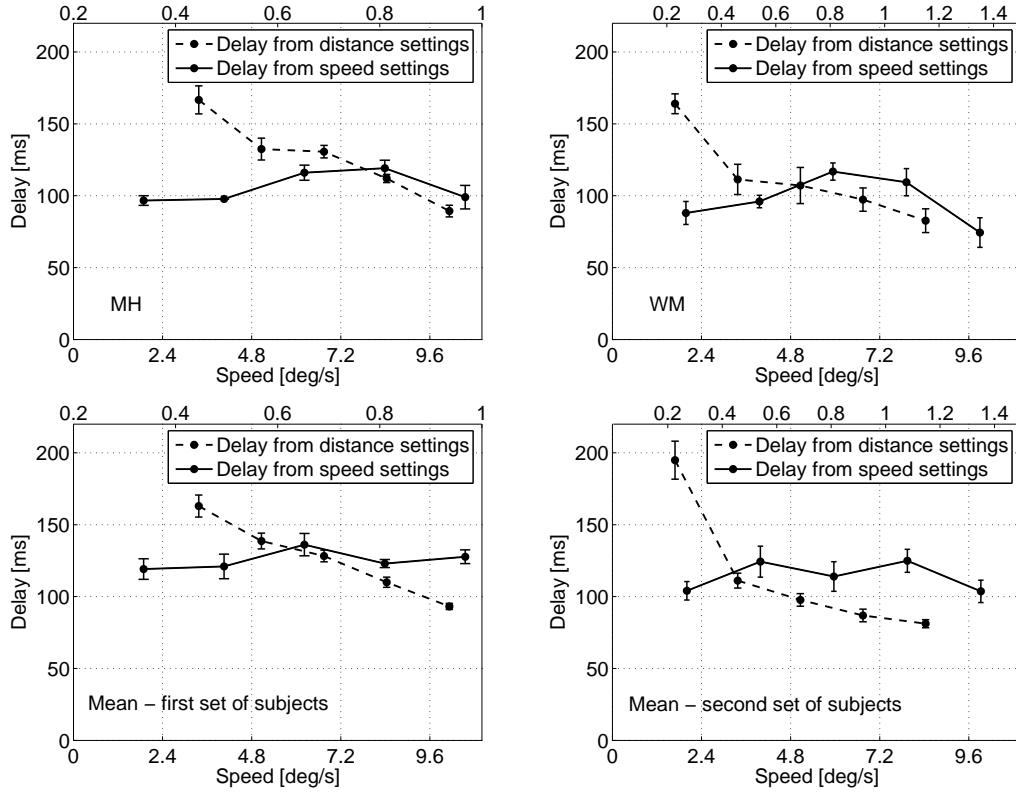 0.2 0.4 0.6 0.8 1
200
150
100
50
0
Delay [ms]
Delay from distance settings
Delay from speed settings
MH
0 2.4 4.8 7.2 9.6
Speed [deg/s]
0.2 0.4 0.6 0.8 1 1.2 1.4
200
150
100
50
0
Delay [ms]
Delay from distance settings
Delay from speed settings
WM
0 2.4 4.8 7.2 9.6
Speed [deg/s]
0.2 0.4 0.6 0.8 1
200
150
100
50
0
Delay [ms]
Delay from distance settings
Delay from speed settings
Mean − first set of subjects
0 2.4 4.8 7.2 9.6
Speed [deg/s]
0.2 0.4 0.6 0.8 1 1.2 1.4
200
150
100
50
0
Delay [ms]
Delay from distance settings
Delay from speed settings
Mean − second set of subjects
0 2.4 4.8 7.2 9.6
Speed [deg/s]